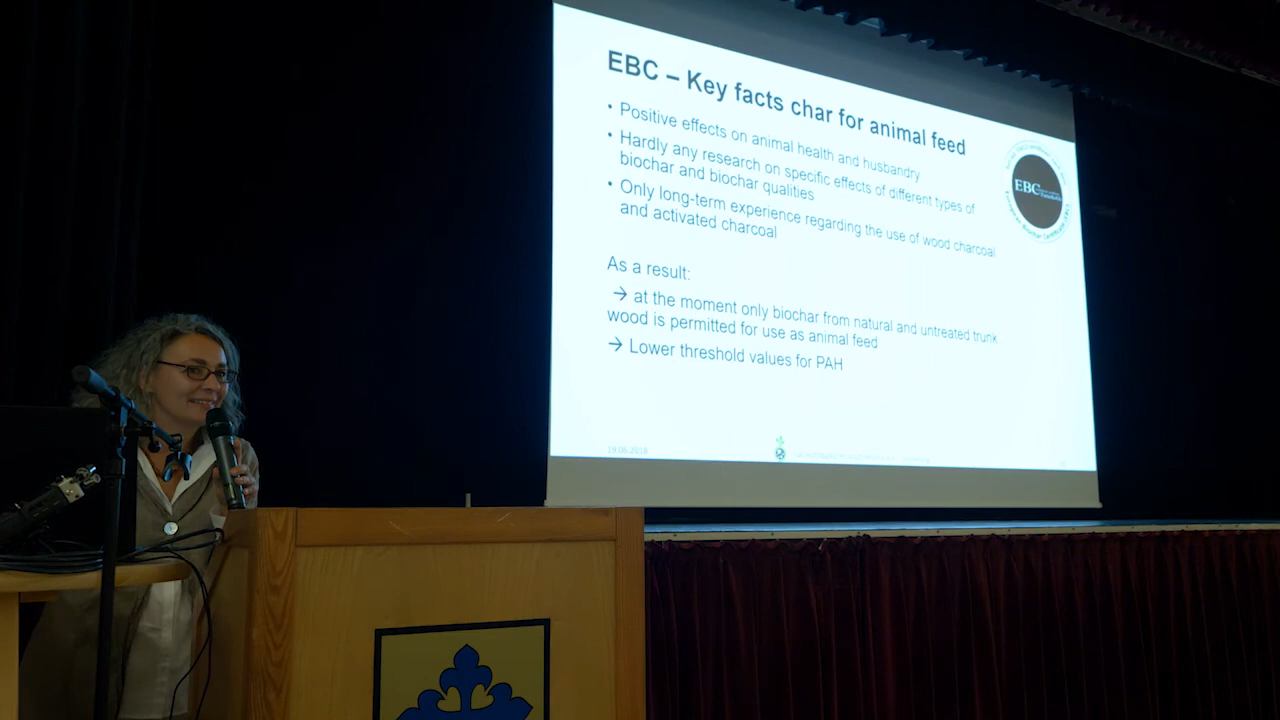 EBC – Key facts char for animal feed
• Positive effects on animal health and husbandry
• Hardly any research on specific effects of different types of
biochar and biochar qualities
• Only long-term experience regarding the use of wood charcoal
and activated charcoal
As a result:
→ at the moment only biochar from natural and untreated trunk
wood is permitted for use as animal feed
→ Lower threshold values for PAH
EBC
19.06.2018